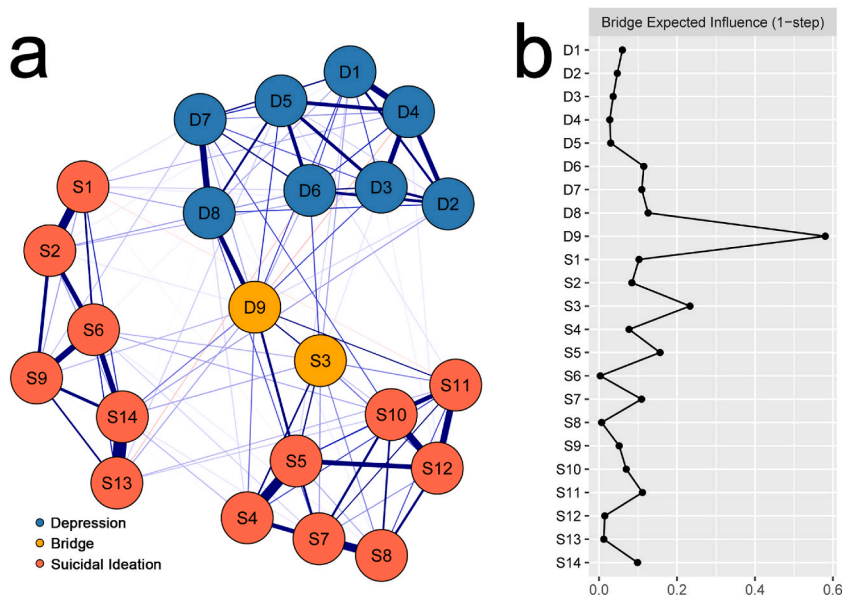 a
D1
D5
D4
D7
D6
D3
D2
D8
S1
S2
D9
S6
S3
S9
S11
S14
S10
S5
S12
S13
S4
S7
S8
Depression
Bridge
Suicidal Ideation
b
Bridge Expected Influence (1−step)
D1
D2
D3
D4
D5
D6
D7
D8
D9
S1
S2
S3
S4
S5
S6
S7
S8
S9
S10
S11
S12
S13
S14
0.0 0.2 0.4 0.6